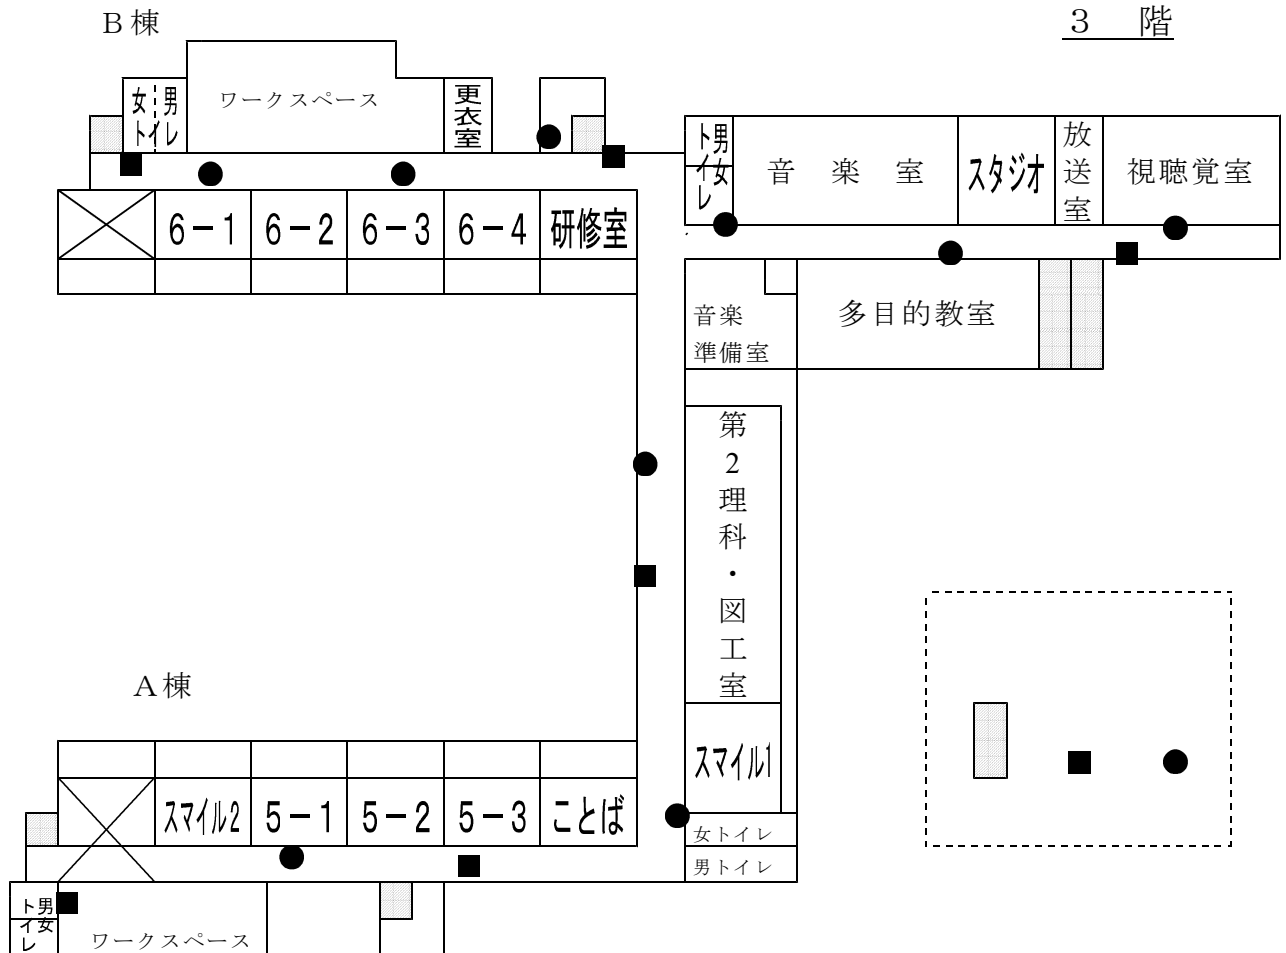 B棟
3 階
女 男
トイレ
ワークスペース
更衣室
6－1
6－2
6－3
6－4
研修室
男女
トイレ
音 楽 室
スタジオ
放送室
視聴覚室
音楽
準備室
多目的教室
第2理科・図工室
A棟
スマイル1
スマイル2
5－1
5－2
5－3
ことば
女トイレ
男トイレ
男女
トイレ
ワークスペース